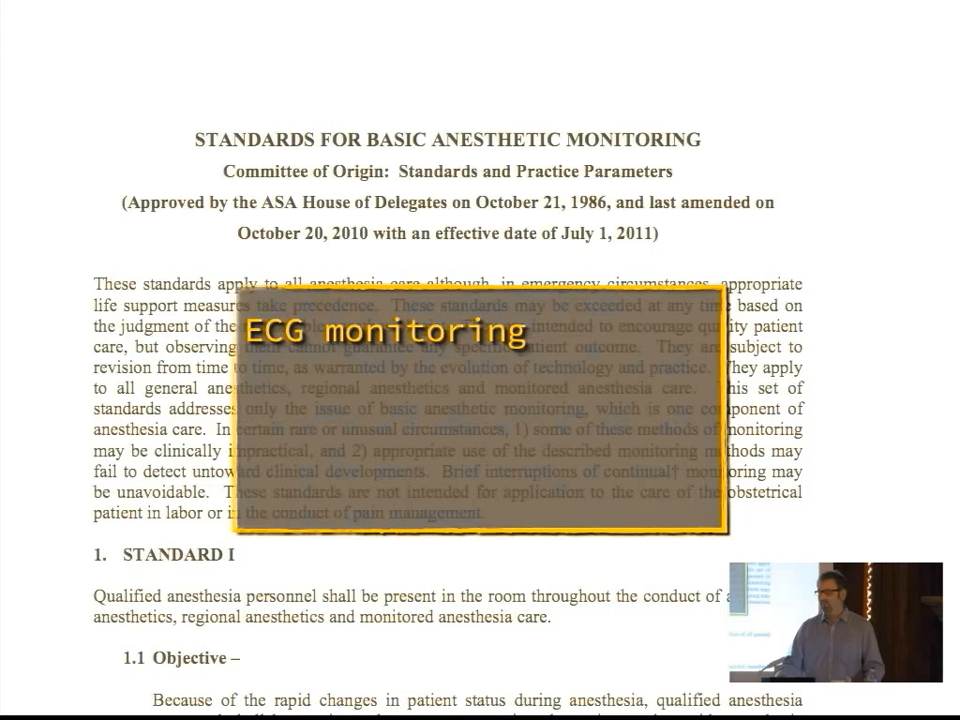 STANDARDS FOR BASIC ANESTHETIC MONITORING
Committee of Origin: Standards and Practice Parameters
(Approved by the ASA House of Delegates on October 21, 1986, and last amended on
October 20, 2010 with an effective date of July 1, 2011)
These standards apply to all anesthesia care although, in emergency circumstances, appropriate
life support measures take precedence. These standards may be exceeded at any time based on
the judgment of the intended to encourage quality patient
care, but observing them cannot guarantee any specific patient outcome. They are subject to
revision from time to time, as warranted by the evolution of technology and practice. They apply
to all general anesthetics, regional anesthetics and monitored anesthesia care. This set of
standards addresses only the issue of basic anesthetic monitoring, which is one component of
anesthesia care. In certain rare or unusual circumstances, 1) some of these methods of monitoring
may be clinically impractical, and 2) appropriate use of the described monitoring methods may
fail to detect untoward clinical developments. Brief interruptions of continual† monitoring may
be unavoidable. These standards are not intended for application to the care of the obstetrical
patient in labor or in the conduct of pain management.
ECG monitoring
1. STANDARD I
Qualified anesthesia personnel shall be present in the room throughout the conduct of
anesthetics, regional anesthetics and monitored anesthesia care.
1.1 Objective –
Because of the rapid changes in patient status during anesthesia, qualified anesthesia